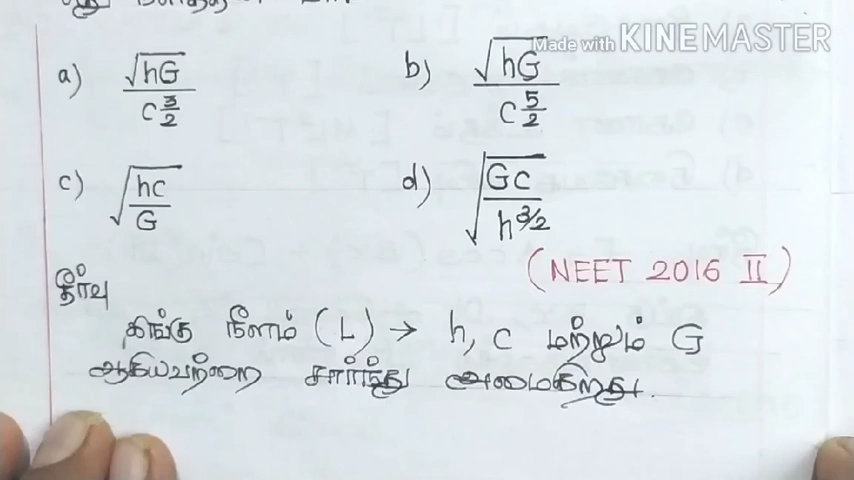 Made with KINEMASTER
a) √hG / c^3/2 b) √hG / c^5/2
c) √(hc / G) d) √(Gc / h^3/2)
(NEET 2016 II)
தீர்வு
இங்கு நீளம் (L) → h, c மற்றும் G
ஆகியவற்றை சார்ந்து அமைகிறது.